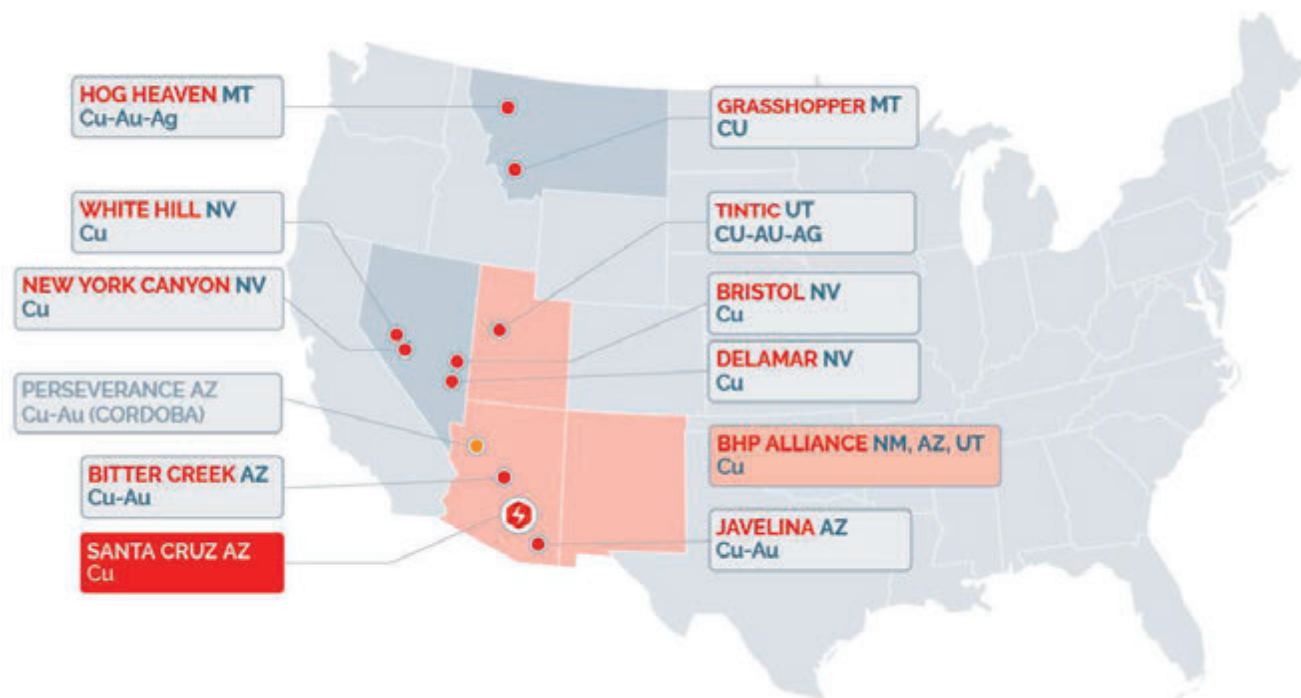 HOG HEAVEN MT
Cu-Au-Ag
GRASSHOPPER MT
CU
WHITE HILL NV
Cu
TINTIC UT
CU-AU-AG
NEW YORK CANYON NV
Cu
BRISTOL NV
Cu
DELAMAR NV
Cu
PERSEVERANCE AZ
Cu-Au (CORDOBA)
BHP ALLIANCE NM, AZ, UT
Cu
BITTER CREEK AZ
Cu-Au
JAVELINA AZ
Cu-Au
SANTA CRUZ AZ
Cu